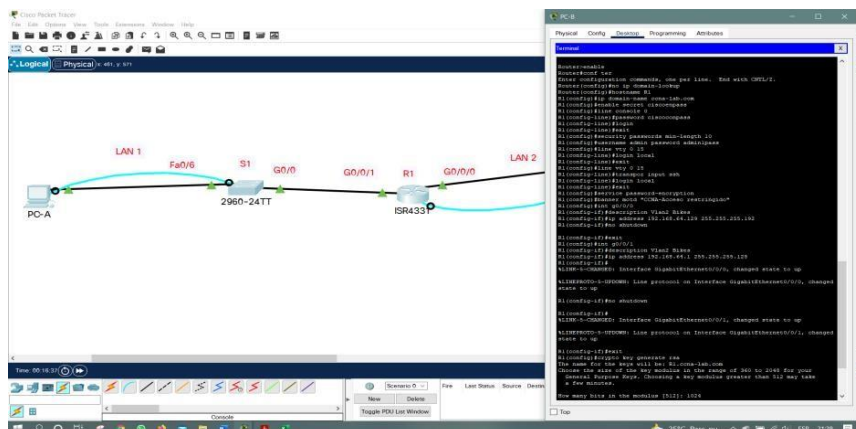 Cisco Packet Tracer
File Edit Options View Tools Extensions Window Help
Logical Physical x: 461, y: 571
LAN 1
Fa0/6
S1
G0/0
G0/0/1
R1
G0/0/0
LAN 2
PC-A
2960-24TT
ISR4331
Time: 00:16:37
Scenario 0
Fire Last Status Source Destin
New Delete
Toggle PDU List Window
Console
PC-B
Physical Config Desktop Programming Attributes
Terminal X
Router>enable
Router#conf ter
Enter configuration commands, one per line. End with CNTL/Z.
Router(config)#no ip domain-lookup
Router(config)#hostname R1
R1(config)#ip domain-name ccna-lab.com
R1(config)#enable secret ciscoenpass
R1(config)#line console 0
R1(config-line)#password ciscoconpass
R1(config-line)#login
R1(config-line)#exit
R1(config)#security passwords min-length 10
R1(config)#username admin password adminipass
R1(config)#line vty 0 15
R1(config-line)#login local
R1(config-line)#exit
R1(config)#line vty 0 15
R1(config-line)#transpor input ssh
R1(config-line)#login local
R1(config-line)#exit
R1(config)#service password-encryption
R1(config)#banner motd "CCNA-Acceso restringido"
R1(config)#int g0/0/0
R1(config-if)#description Vlan2 Bikes
R1(config-if)#ip address 192.168.64.129 255.255.255.192
R1(config-if)#no shutdown
R1(config-if)#exit
R1(config)#int g0/0/1
R1(config-if)#description Vlan2 Bikes
R1(config-if)#ip address 192.168.64.1 255.255.255.128
R1(config-if)#
%LINK-5-CHANGED: Interface GigabitEthernet0/0/0, changed state to up
%LINEPROTO-5-UPDOWN: Line protocol on Interface GigabitEthernet0/0/0, changed
state to up
R1(config-if)#no shutdown
R1(config-if)#
%LINK-5-CHANGED: Interface GigabitEthernet0/0/1, changed state to up
%LINEPROTO-5-UPDOWN: Line protocol on Interface GigabitEthernet0/0/1, changed
state to up
R1(config-if)#exit
R1(config)#crypto key generate rsa
The name for the keys will be: R1.ccna-lab.com
Choose the size of the key modulus in the range of 360 to 2048 for your
General Purpose Keys. Choosing a key modulus greater than 512 may take
a few minutes.
How many bits in the modulus [512]: 1024
Top
ESP 21:28